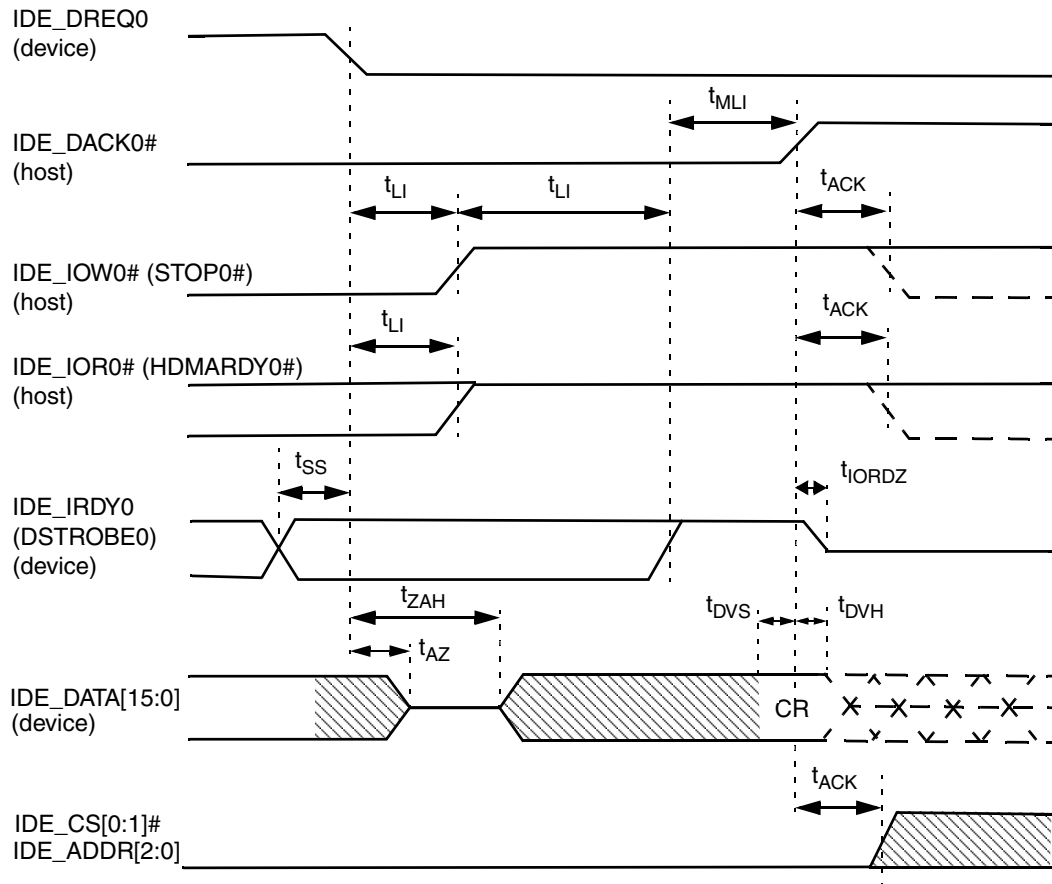 IDE_DREQ0
(device)
tMLI
IDE_DACK0#
(host)
tLI
tLI
tACK
IDE_IOW0# (STOP0#)
(host)
tLI
tACK
IDE_IOR0# (HDMARDY0#)
(host)
tSS
tIORDZ
IDE_IRDY0
(DSTROBE0)
(device)
tZAH
tDVS
tDVH
tAZ
IDE_DATA[15:0]
(device)
CR
tACK
IDE_CS[0:1]#
IDE_ADDR[2:0]